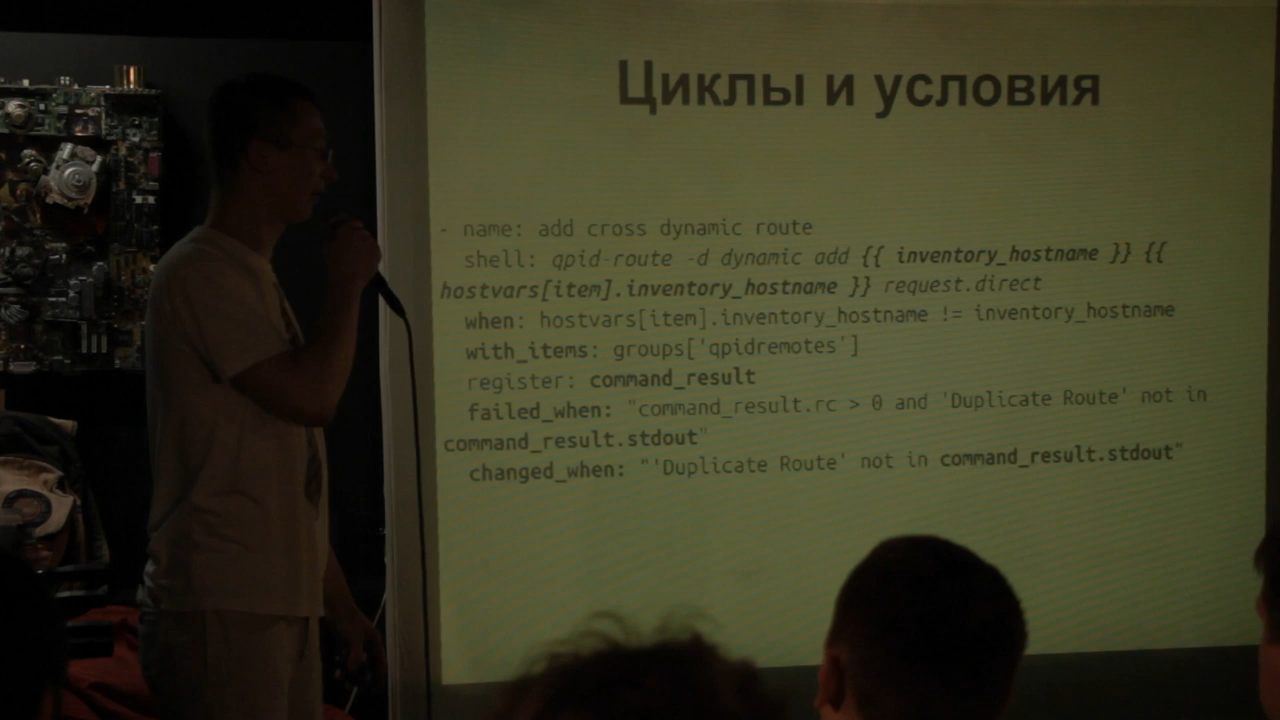 Циклы и условия
- name: add cross dynamic route
shell: qpid-route -d dynamic add {{ inventory_hostname }} {{
hostvars[item].inventory_hostname }} request.direct
when: hostvars[item].inventory_hostname != inventory_hostname
with_items: groups['qpidremotes']
register: command_result
failed_when: "command_result.rc > 0 and 'Duplicate Route' not in
command_result.stdout"
changed_when: "'Duplicate Route' not in command_result.stdout"